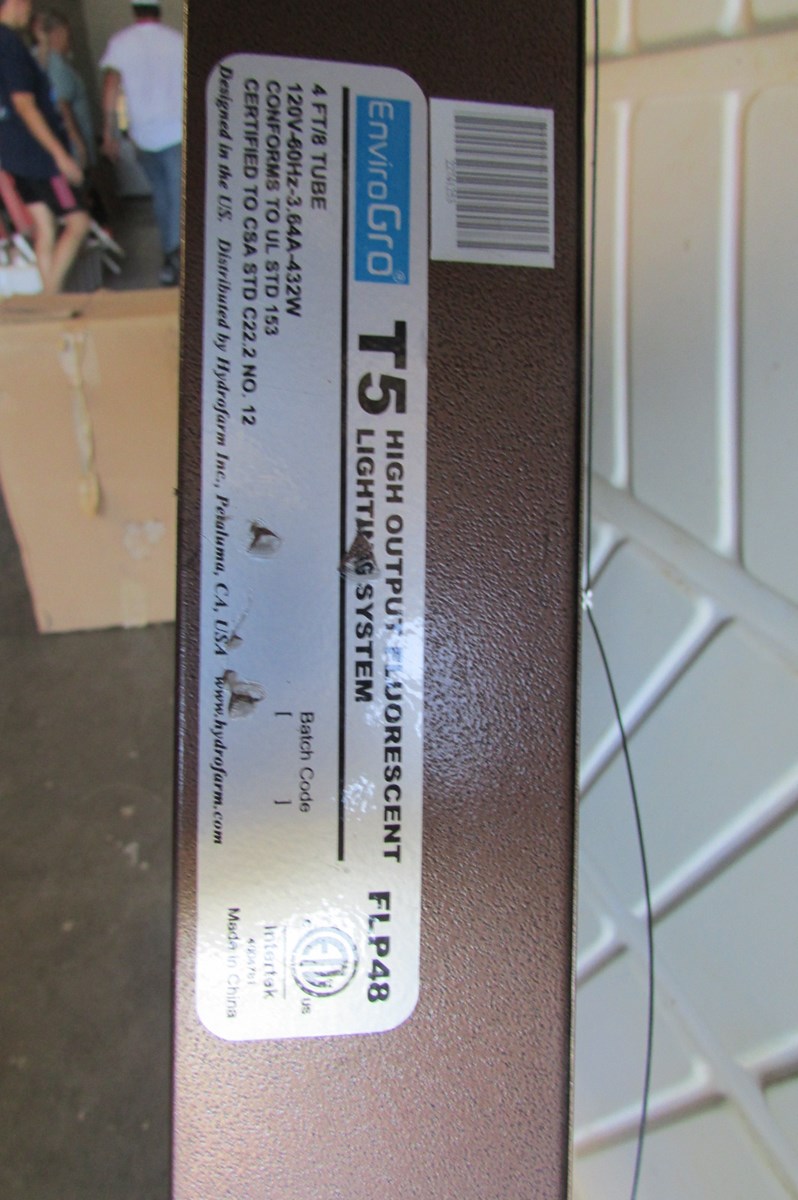 EnviroGro®
T5 HIGH OUTPUT FLUORESCENT
LIGHTING SYSTEM
FLP48
4 FT/8 TUBE
120V-60Hz-3.64A-432W
CONFORMS TO UL STD 153
CERTIFIED TO CSA STD C22.2 NO. 12
Designed in the US. Distributed by Hydrofarm Inc., Petaluma, CA, USA www.hydrofarm.com
Batch Code
[ ]
C US
Intertek
Made in China